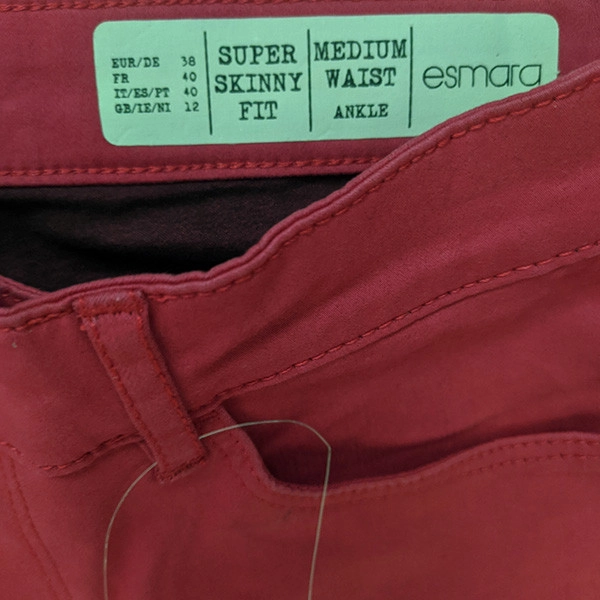 EUR/DE 38
FR 40
IT/ES/PT 40
GB/IE/NI 12
SUPER
SKINNY
FIT
MEDIUM
WAIST
ANKLE
esmara